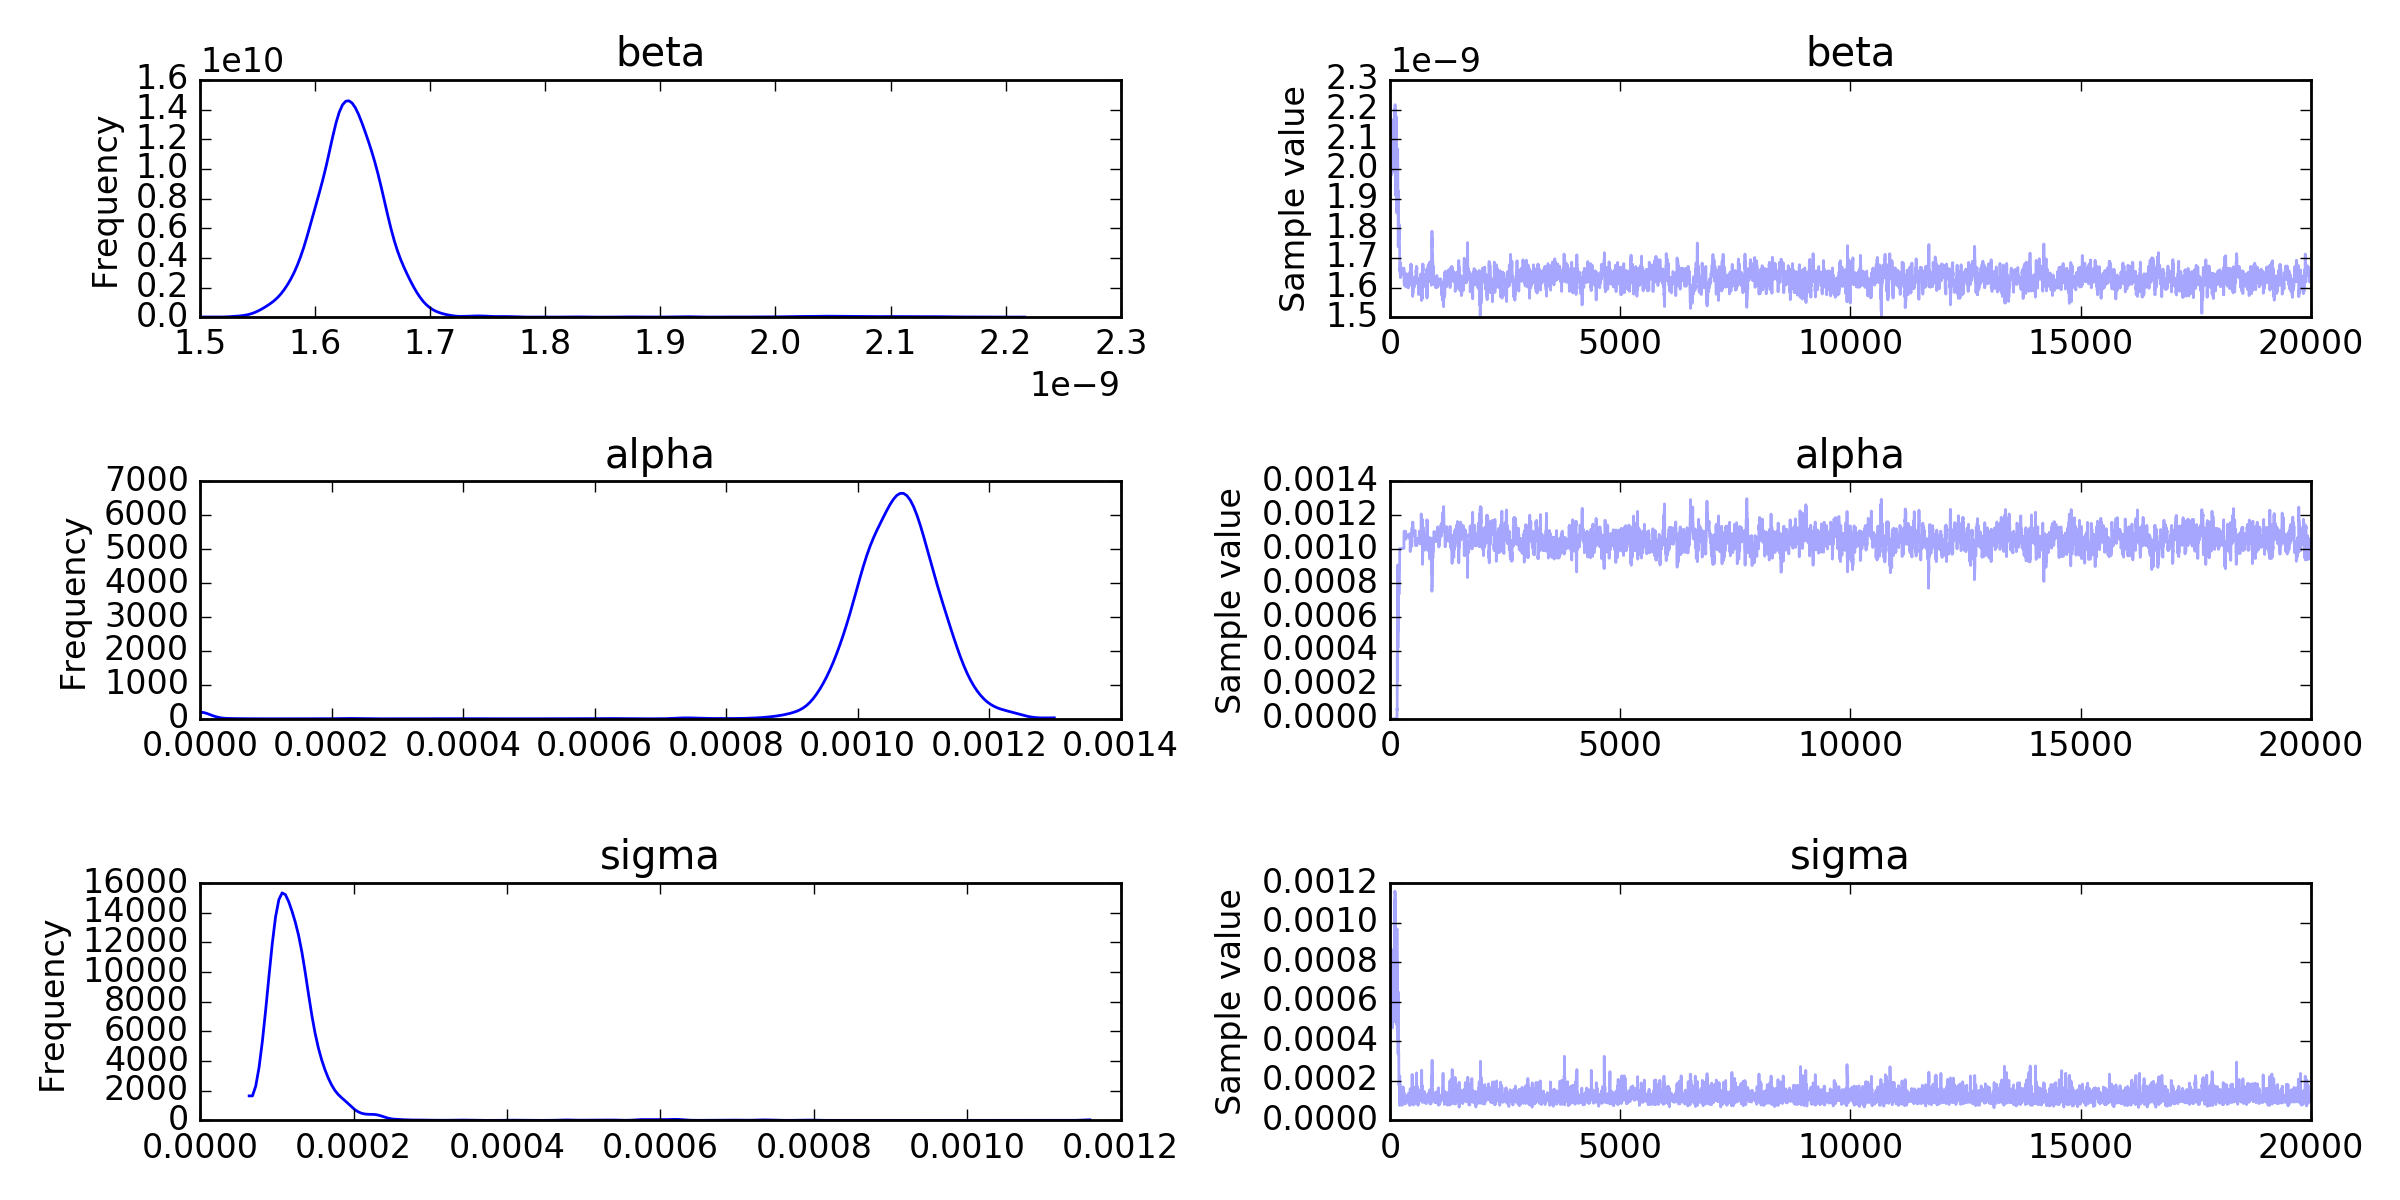 beta
1e10
Frequency
1.6
1.4
1.2
1.0
0.8
0.6
0.4
0.2
0.0
1.5 1.6 1.7 1.8 1.9 2.0 2.1 2.2 2.3
1e−9
beta
1e−9
Sample value
2.3
2.2
2.1
2.0
1.9
1.8
1.7
1.6
1.5
0 5000 10000 15000 20000
alpha
Frequency
7000
6000
5000
4000
3000
2000
1000
0
0.0000 0.0002 0.0004 0.0006 0.0008 0.0010 0.0012 0.0014
alpha
Sample value
0.0014
0.0012
0.0010
0.0008
0.0006
0.0004
0.0002
0.0000
0 5000 10000 15000 20000
sigma
Frequency
16000
14000
12000
10000
8000
6000
4000
2000
0
0.0000 0.0002 0.0004 0.0006 0.0008 0.0010 0.0012
sigma
Sample value
0.0012
0.0010
0.0008
0.0006
0.0004
0.0002
0.0000
0 5000 10000 15000 20000